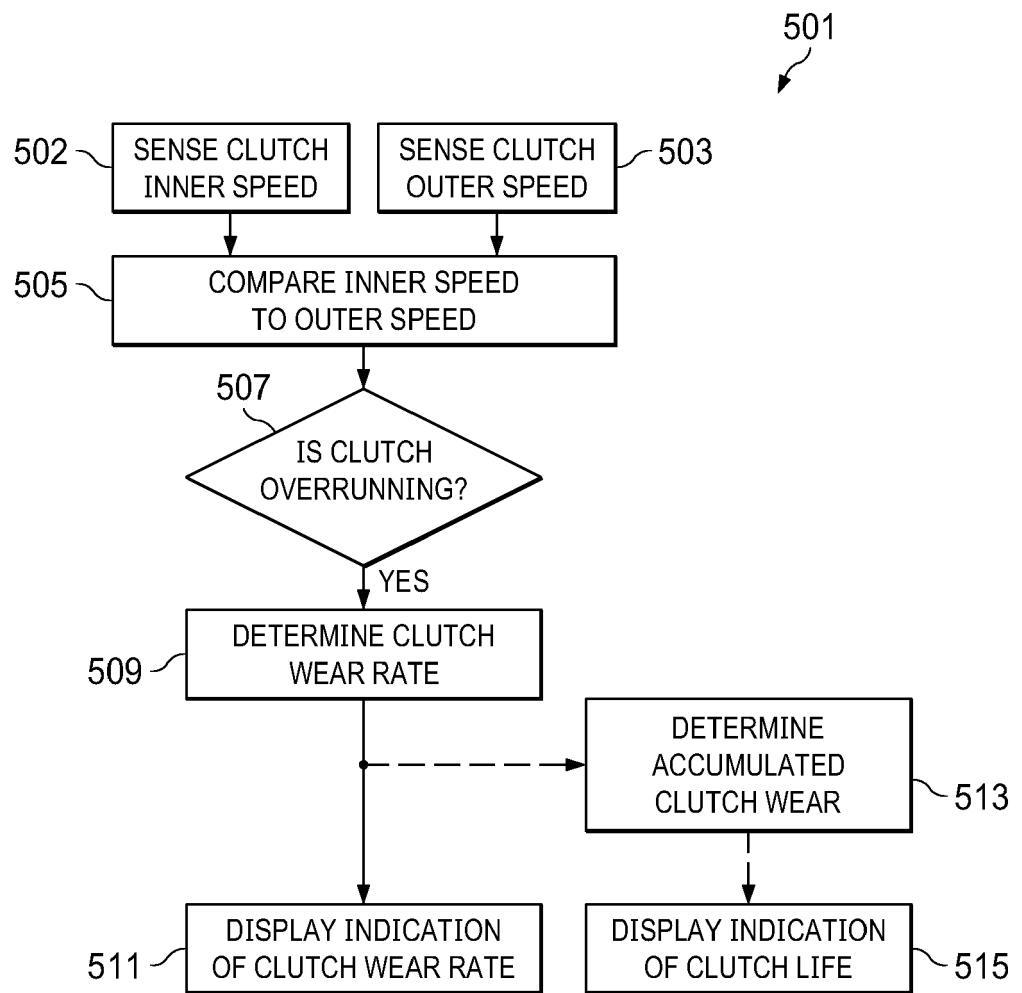 501
502
SENSE CLUTCH
INNER SPEED
SENSE CLUTCH
OUTER SPEED
503
505
COMPARE INNER SPEED
TO OUTER SPEED
507
IS CLUTCH
OVERRUNNING?
YES
509
DETERMINE CLUTCH
WEAR RATE
DETERMINE
ACCUMULATED
CLUTCH WEAR
513
511
DISPLAY INDICATION
OF CLUTCH WEAR RATE
DISPLAY INDICATION
OF CLUTCH LIFE
515